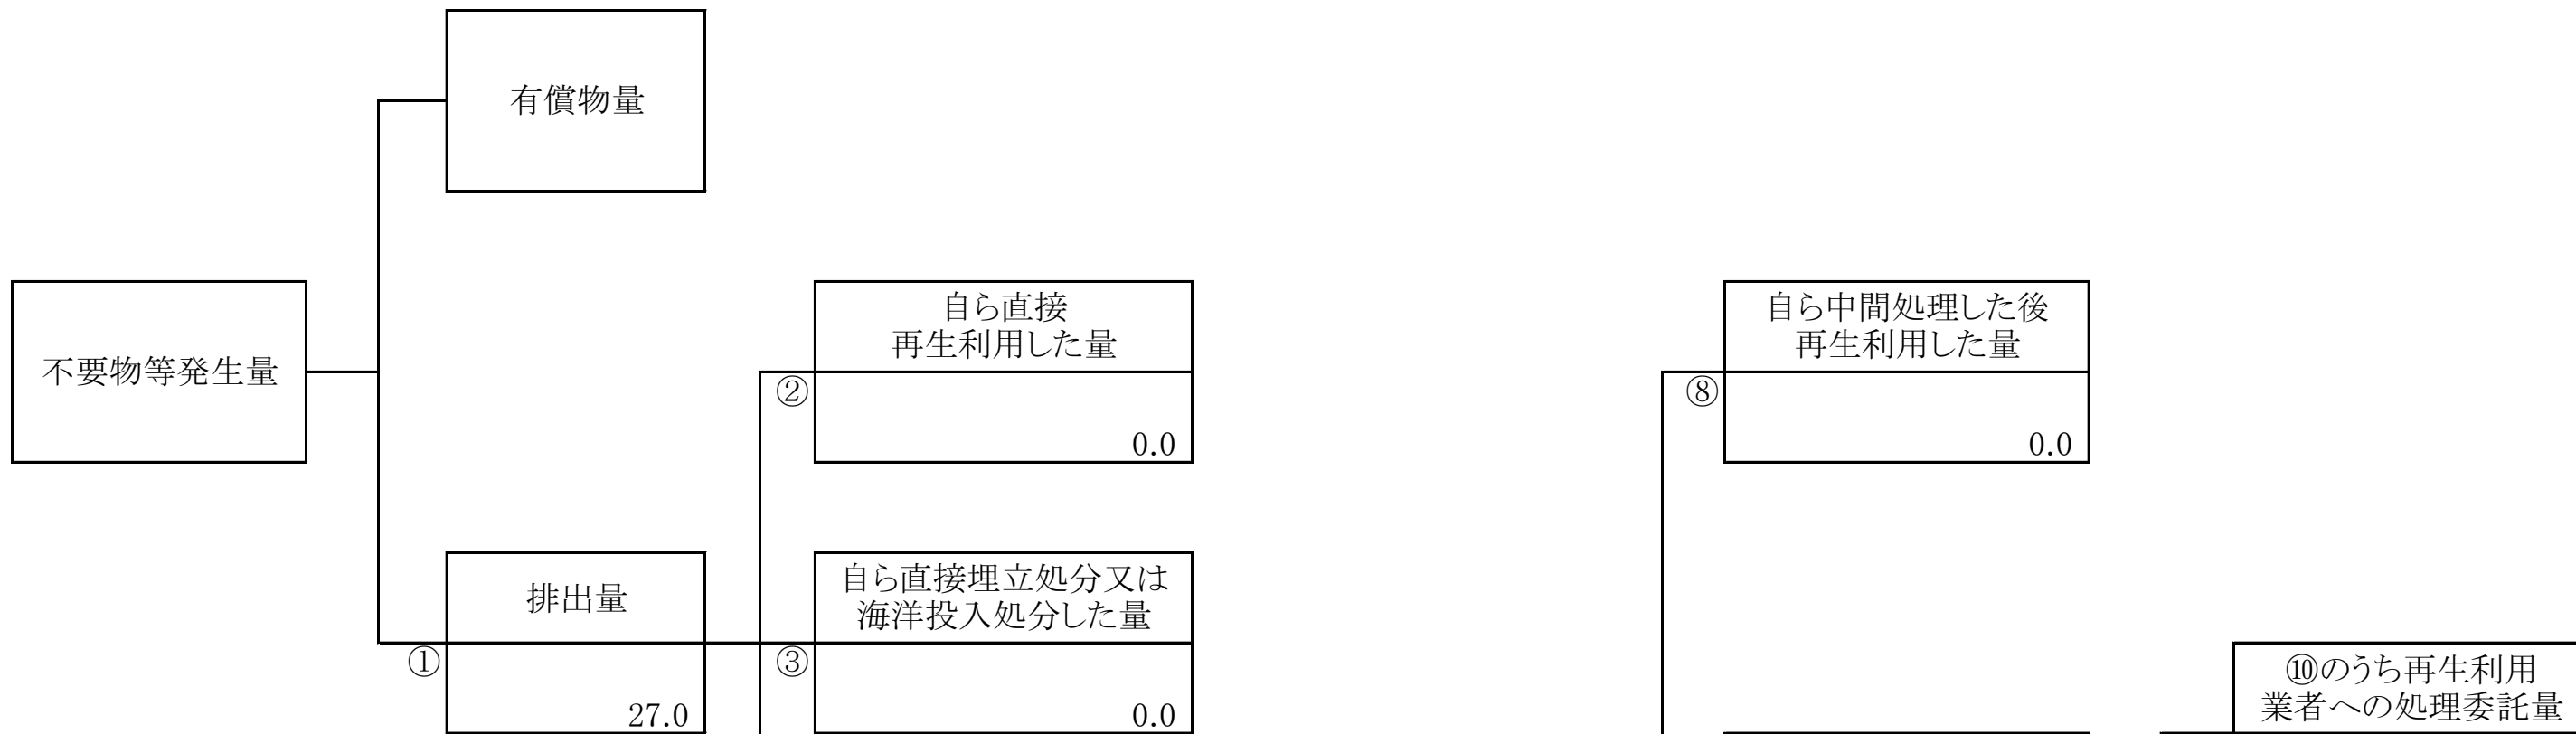 有償物量
不要物等発生量
自ら直接
再生利用した量
②
0.0
自ら中間処理した後
再生利用した量
⑧
0.0
排出量
①
27.0
自ら直接埋立処分又は
海洋投入処分した量
③
0.0
⑩のうち再生利用
業者への処理委託量